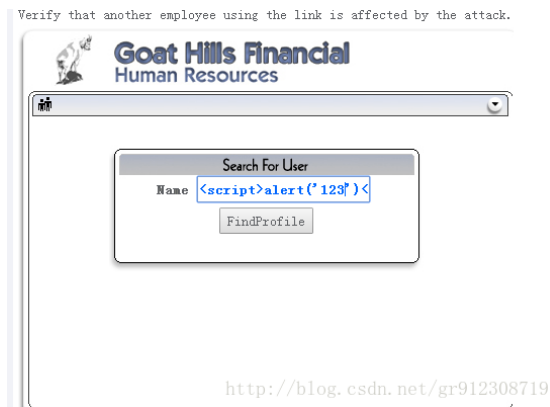 Verify that another employee using the link is affected by the attack.
Goat Hills Financial
Human Resources
Search For User
Name <script>alert('123')<
FindProfile
http://blog.csdn.net/gr912308719